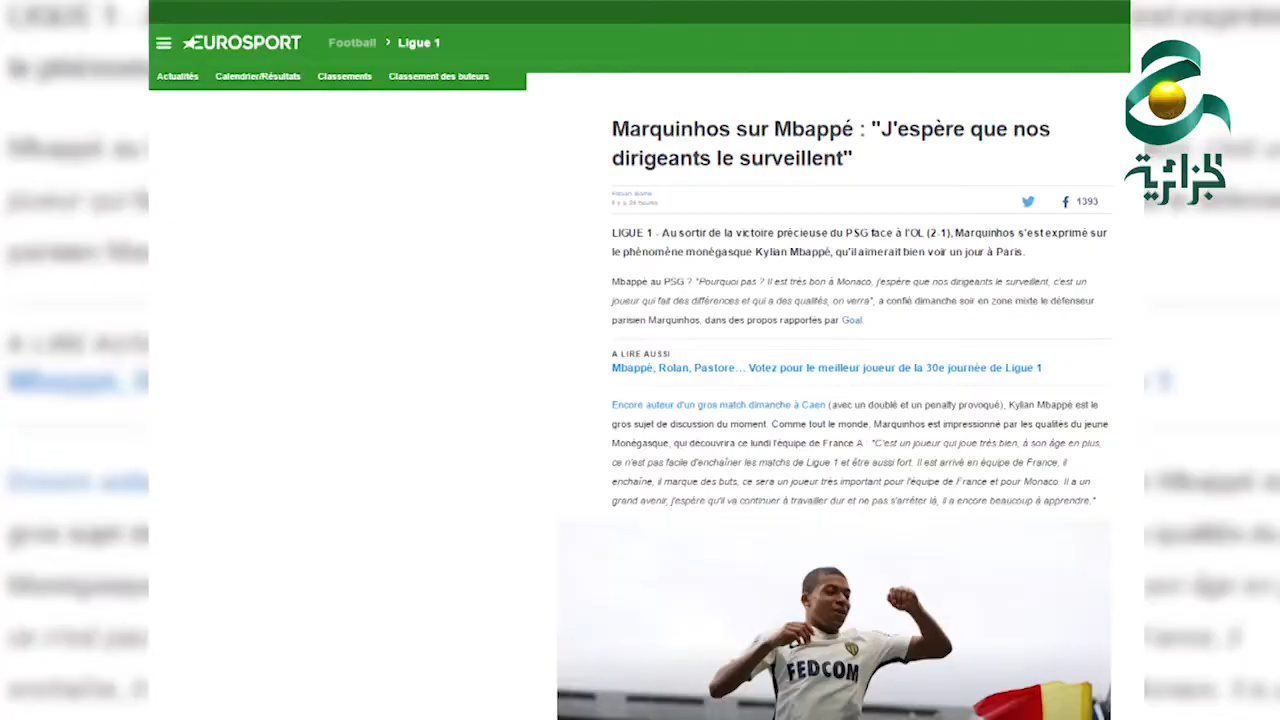 EUROSPORT
Football > Ligue 1
Actualités Calendrier/Résultats Classements Classement des buteurs
الجزائرية
Marquinhos sur Mbappé : "J'espère que nos
dirigeants le surveillent"
1393
LIGUE 1 - Au sortir de la victoire précieuse du PSG face à l'OL (2-1), Marquinhos s'est exprimé sur
le phénomène monégasque Kylian Mbappé, qu'il aimerait bien voir un jour à Paris.
Mbappé au PSG ? "Pourquoi pas ? Il est très bon à Monaco, j'espère que nos dirigeants le surveillent, c'est un
joueur qui fait des différences et qui a des qualités, on verra", a confié dimanche soir en zone mixte le défenseur
parisien Marquinhos, dans des propos rapportés par Goal.
A LIRE AUSSI
Mbappé, Rolan, Pastore... Votez pour le meilleur joueur de la 30e journée de Ligue 1
Encore auteur d'un gros match dimanche à Caen (avec un doublé et un penalty provoqué), Kylian Mbappé est le
gros sujet de discussion du moment. Comme tout le monde, Marquinhos est impressionné par les qualités du jeune
Monégasque, qui découvrira ce lundi l'équipe de France A : "C'est un joueur qui joue très bien, à son âge en plus,
ce n'est pas facile d'enchaîner les matchs de Ligue 1 et être aussi fort. Il est arrivé en équipe de France, il
enchaîne, il marque des buts, ce sera un joueur très important pour l'équipe de France et pour Monaco. Il a un
grand avenir, j'espère qu'il va continuer à travailler dur et ne pas s'arrêter là, il a encore beaucoup à apprendre."
FEDCOM